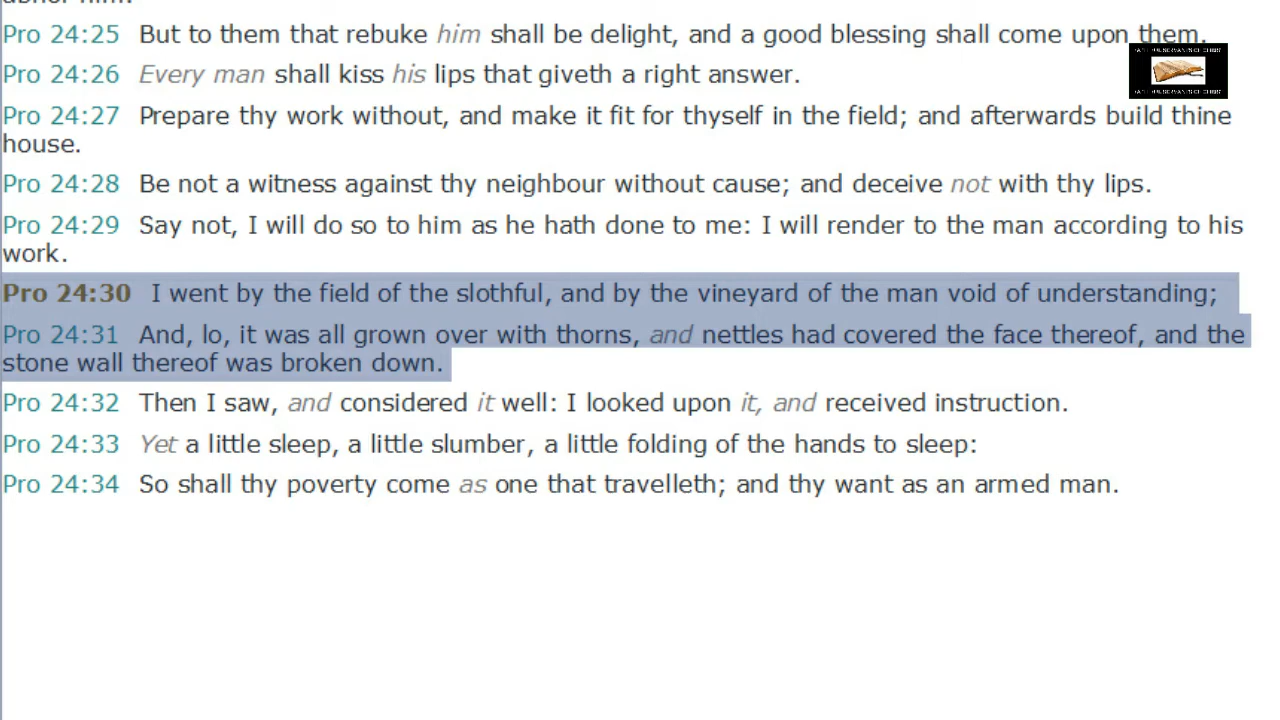 abhor him:
Pro 24:25 But to them that rebuke him shall be delight, and a good blessing shall come upon them.
Pro 24:26 Every man shall kiss his lips that giveth a right answer.
Pro 24:27 Prepare thy work without, and make it fit for thyself in the field; and afterwards build thine
house.
Pro 24:28 Be not a witness against thy neighbour without cause; and deceive not with thy lips.
Pro 24:29 Say not, I will do so to him as he hath done to me: I will render to the man according to his
work.
Pro 24:30 I went by the field of the slothful, and by the vineyard of the man void of understanding;
Pro 24:31 And, lo, it was all grown over with thorns, and nettles had covered the face thereof, and the
stone wall thereof was broken down.
Pro 24:32 Then I saw, and considered it well: I looked upon it, and received instruction.
Pro 24:33 Yet a little sleep, a little slumber, a little folding of the hands to sleep:
Pro 24:34 So shall thy poverty come as one that travelleth; and thy want as an armed man.